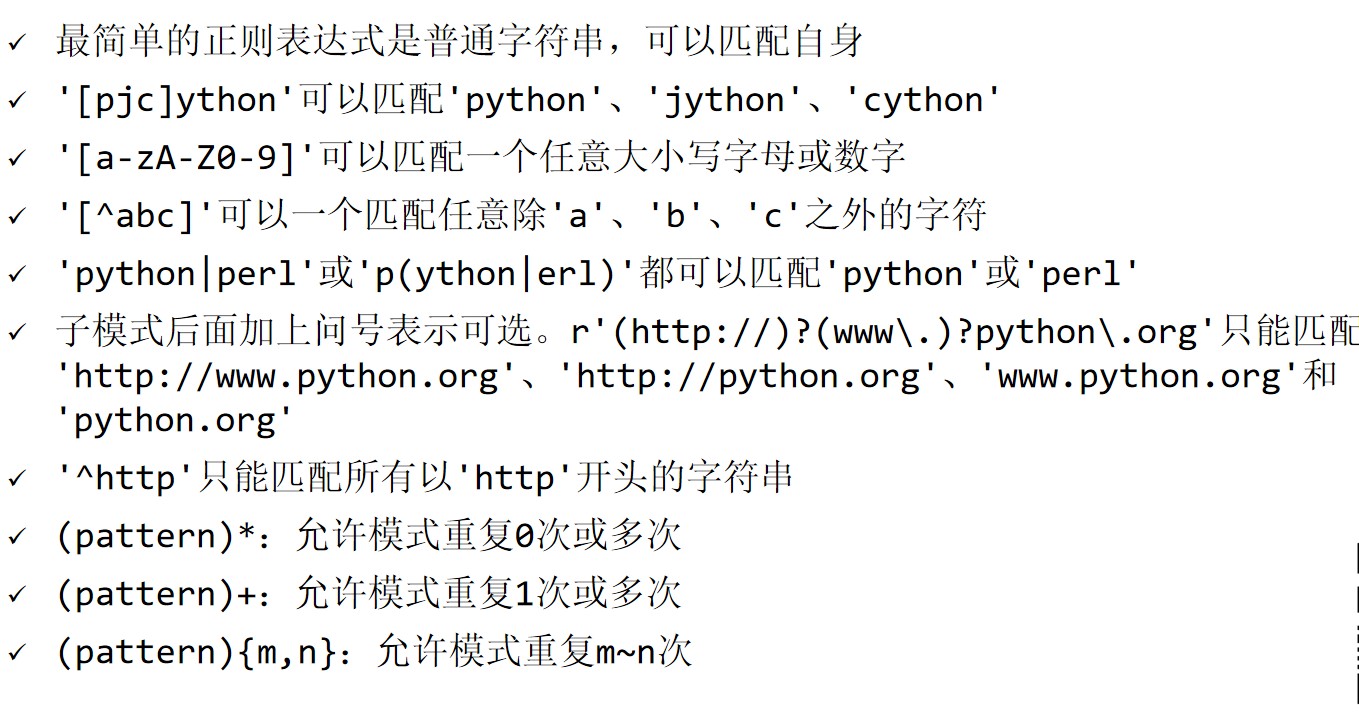 ✓ 最简单的正则表达式是普通字符串，可以匹配自身
✓ '[pjc]ython'可以匹配'python'、'jython'、'cython'
✓ '[a-zA-Z0-9]'可以匹配一个任意大小写字母或数字
✓ '[^abc]'可以一个匹配任意除'a'、'b'、'c'之外的字符
✓ 'python|perl'或'p(ython|erl)'都可以匹配'python'或'perl'
✓ 子模式后面加上问号表示可选。r'(http://)?(www\.)?python\.org'只能匹配
'http://www.python.org'、'http://python.org'、'www.python.org'和
'python.org'
✓ '^http'只能匹配所有以'http'开头的字符串
✓ (pattern)*：允许模式重复0次或多次
✓ (pattern)+：允许模式重复1次或多次
✓ (pattern){m,n}：允许模式重复m~n次